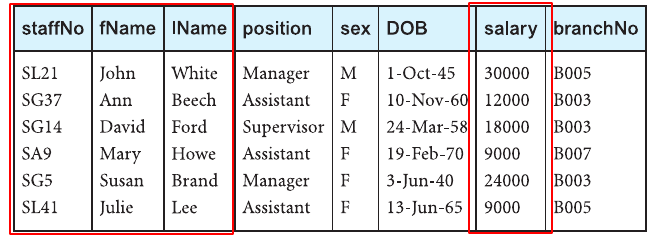 staffNo fName lName position sex DOB salary branchNo
SL21 John White Manager M 1-Oct-45 30000 B005
SG37 Ann Beech Assistant F 10-Nov-60 12000 B003
SG14 David Ford Supervisor M 24-Mar-58 18000 B003
SA9 Mary Howe Assistant F 19-Feb-70 9000 B007
SG5 Susan Brand Manager F 3-Jun-40 24000 B003
SL41 Julie Lee Assistant F 13-Jun-65 9000 B005